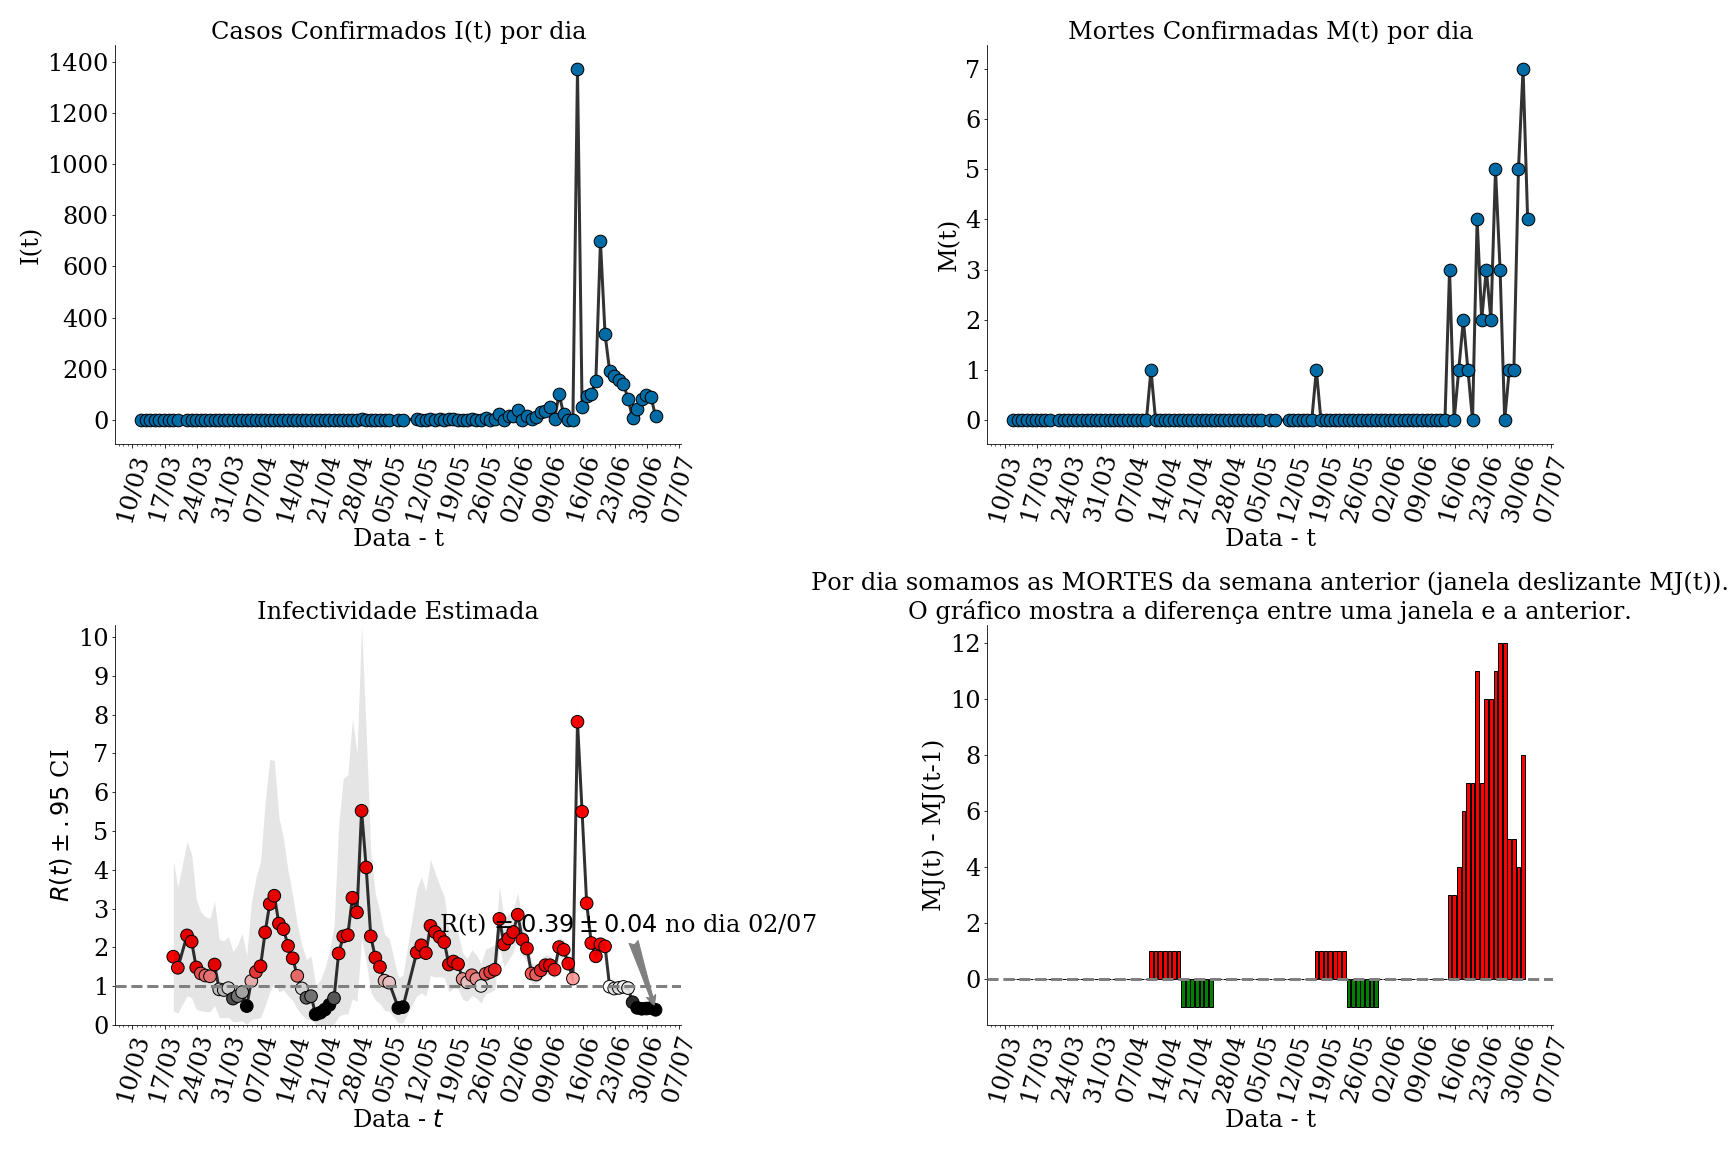 Casos Confirmados I(t) por dia
1400
1200
1000
800
600
400
200
0
I(t)
10/03 17/03 24/03 31/03 07/04 14/04 21/04 28/04 05/05 12/05 19/05 26/05 02/06 09/06 16/06 23/06 30/06 07/07
Data - t
Mortes Confirmadas M(t) por dia
7
6
5
4
3
2
1
0
M(t)
10/03 17/03 24/03 31/03 07/04 14/04 21/04 28/04 05/05 12/05 19/05 26/05 02/06 09/06 16/06 23/06 30/06 07/07
Data - t
Infectividade Estimada
10
9
8
7
6
5
4
3
2
1
0
R(t) ± .95 CI
R(t) = 0.39 ± 0.04 no dia 02/07
10/03 17/03 24/03 31/03 07/04 14/04 21/04 28/04 05/05 12/05 19/05 26/05 02/06 09/06 16/06 23/06 30/06 07/07
Data - t
Por dia somamos as MORTES da semana anterior (janela deslizante MJ(t)).
O gráfico mostra a diferença entre uma janela e a anterior.
12
10
8
6
4
2
0
MJ(t) - MJ(t-1)
10/03 17/03 24/03 31/03 07/04 14/04 21/04 28/04 05/05 12/05 19/05 26/05 02/06 09/06 16/06 23/06 30/06 07/07
Data - t